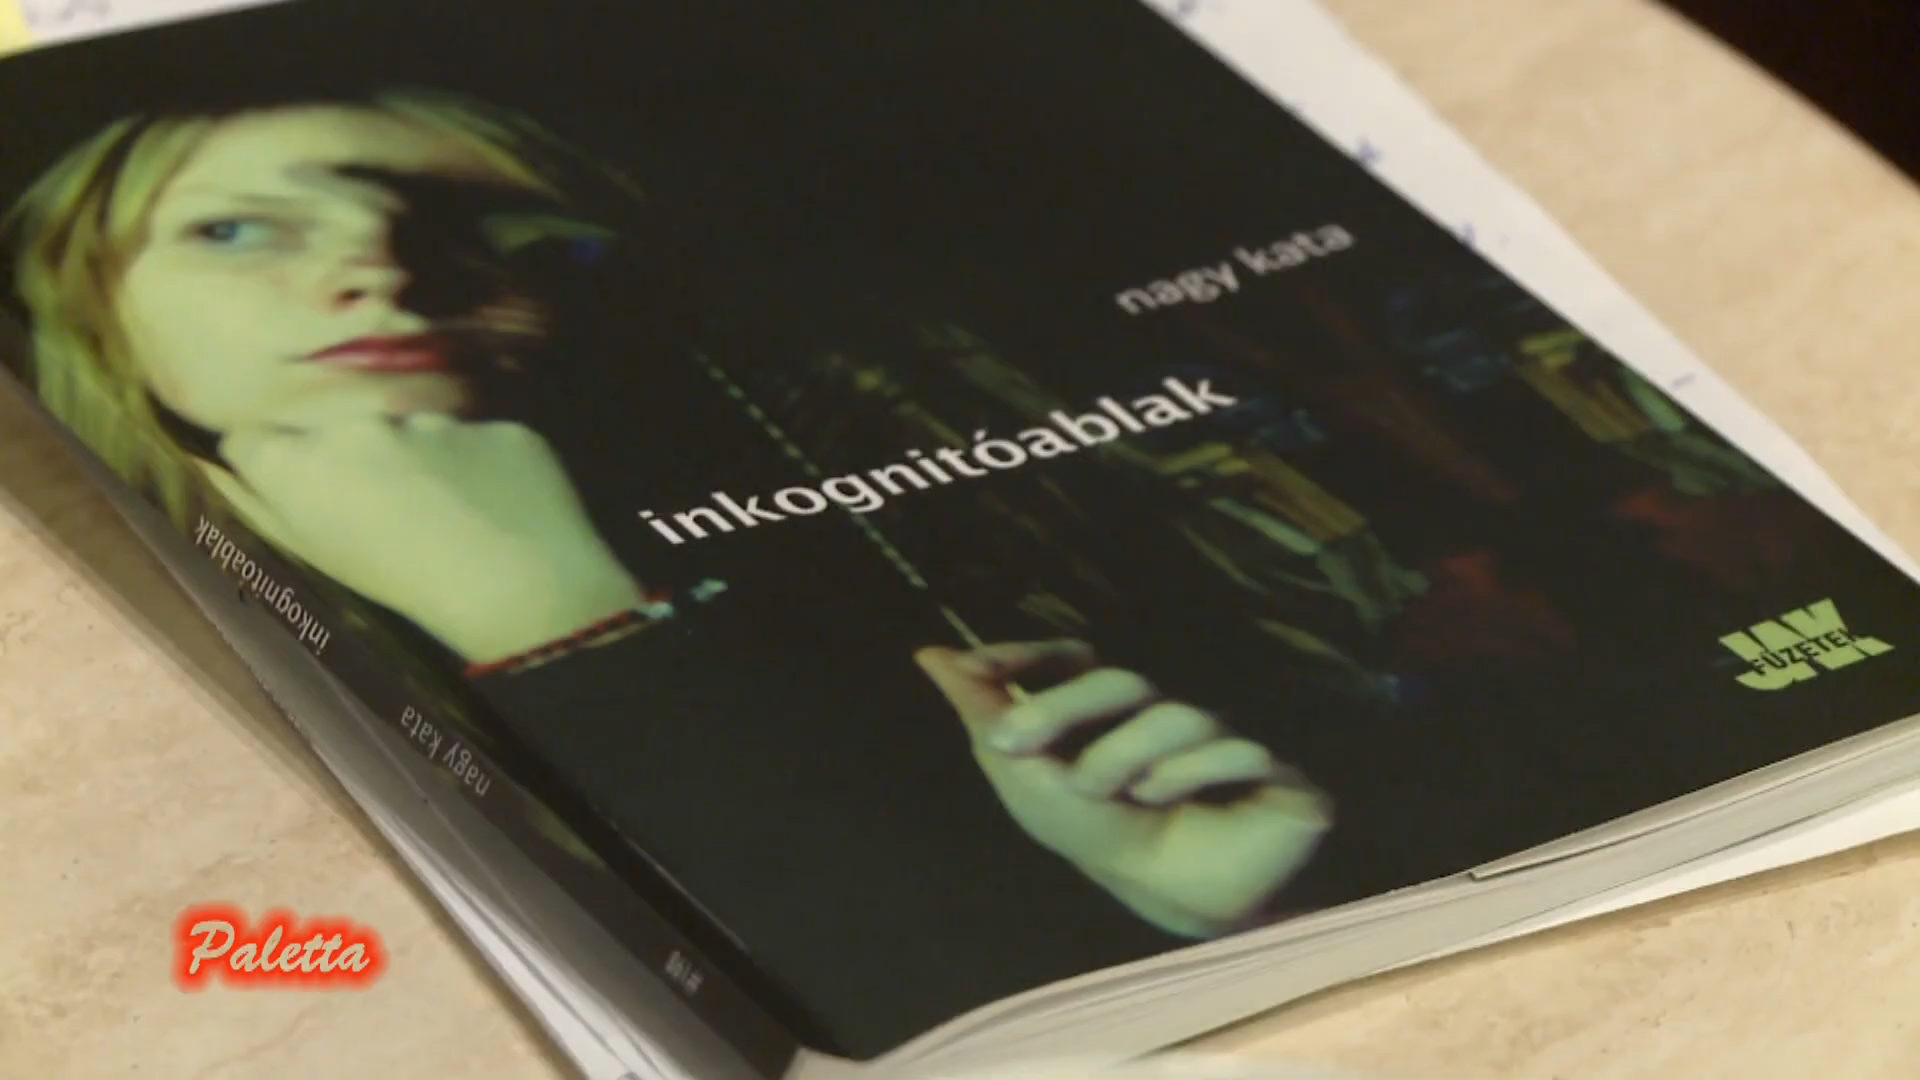 nagy kata
inkognitóablak
JAK
FÜZETEK
inkognitóablak
nagy kata
Paletta